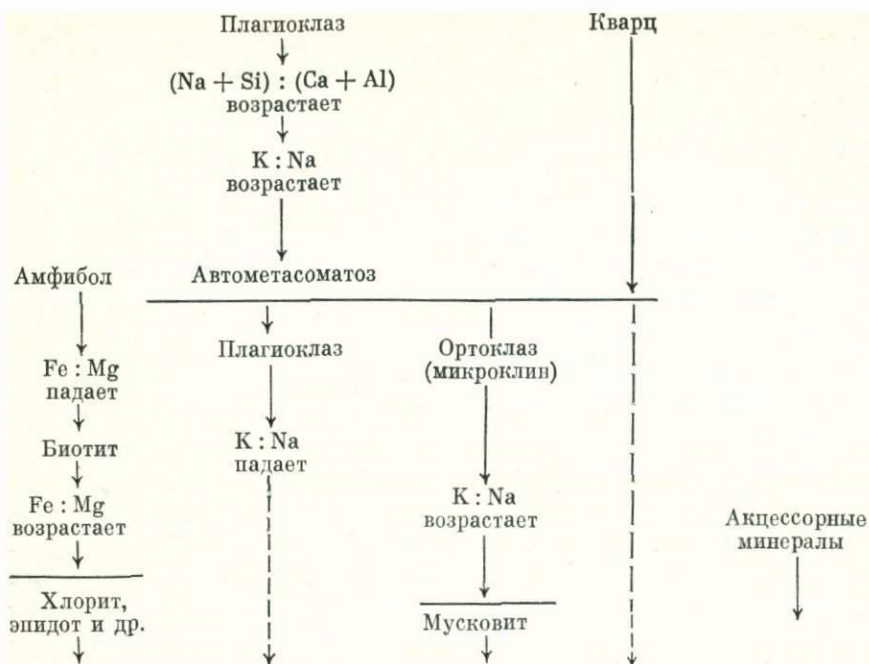 Плагиоклаз
Кварц
(Na + Si) : (Ca + Al)
возрастает
K : Na
возрастает
Амфибол
Автометасоматоз
Плагиоклаз
Ортоклаз
(микроклин)
Fe : Mg
падает
Биотит
K : Na
падает
Fe : Mg
возрастает
K : Na
возрастает
Акцессорные
минералы
Хлорит,
эпидот и др.
Мусковит